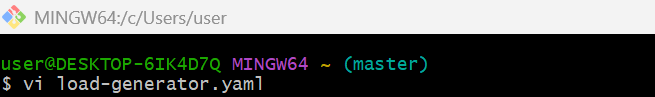 MINGW64:/c/Users/user
user@DESKTOP-6IK4D7Q MINGW64 ~ (master)
$ vi load-generator.yaml